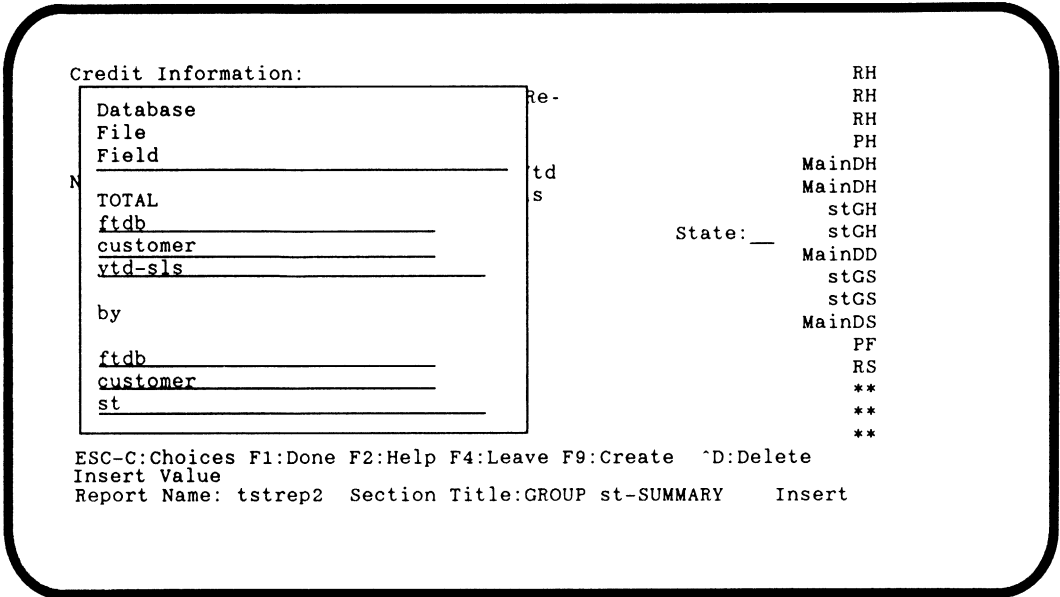 Credit Information: RH
Re- RH
Database
File RH
Field PH
MainDH
N td MainDH
TOTAL s
ftdb stGH
customer State:__ stGH
ytd-sls MainDD
stGS
by stGS
MainDS
ftdb PF
customer RS
st **
**
**
ESC-C:Choices F1:Done F2:Help F4:Leave F9:Create ^D:Delete
Insert Value
Report Name: tstrep2 Section Title:GROUP st-SUMMARY Insert